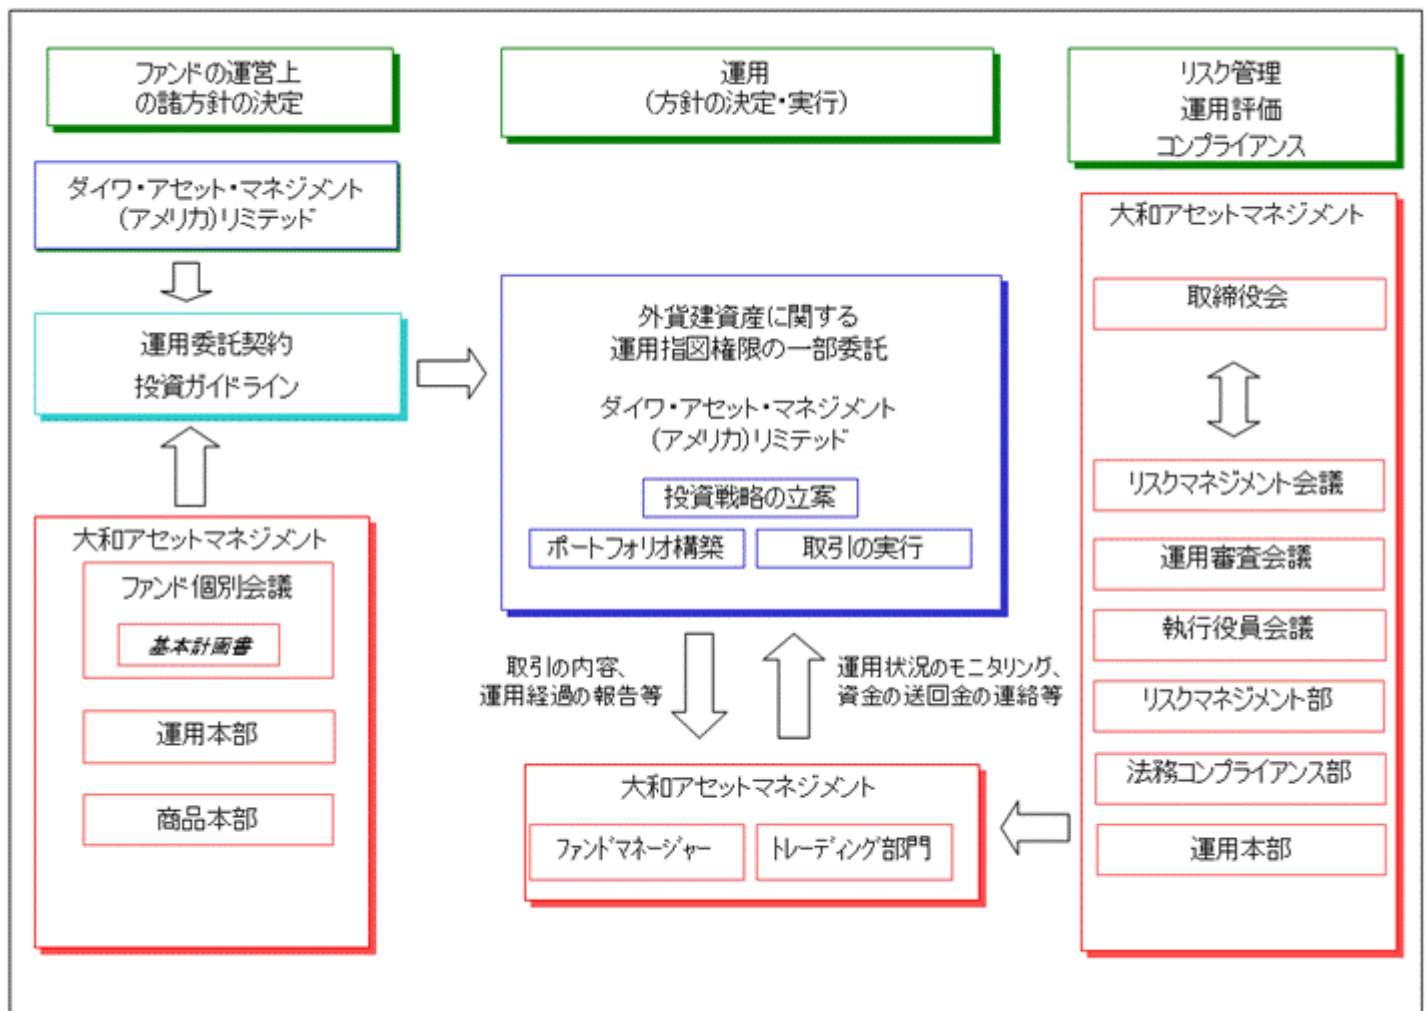 ファンドの運営上
の諸方針の決定
ダイワ・アセット・マネジメント
(アメリカ)リミテッド
運用委託契約
投資ガイドライン
大和アセットマネジメント
ファンド個別会議
基本計画書
運用本部
商品本部
運用
(方針の決定・実行)
外貨建資産に関する
運用指図権限の一部委託
ダイワ・アセット・マネジメント
(アメリカ)リミテッド
投資戦略の立案
ポートフォリオ構築
取引の実行
取引の内容、
運用経過の報告等
運用状況のモニタリング、
資金の送回金の連絡等
大和アセットマネジメント
ファンドマネージャー
トレーディング部門
リスク管理
運用評価
コンプライアンス
大和アセットマネジメント
取締役会
リスクマネジメント会議
運用審査会議
執行役員会議
リスクマネジメント部
法務コンプライアンス部
運用本部